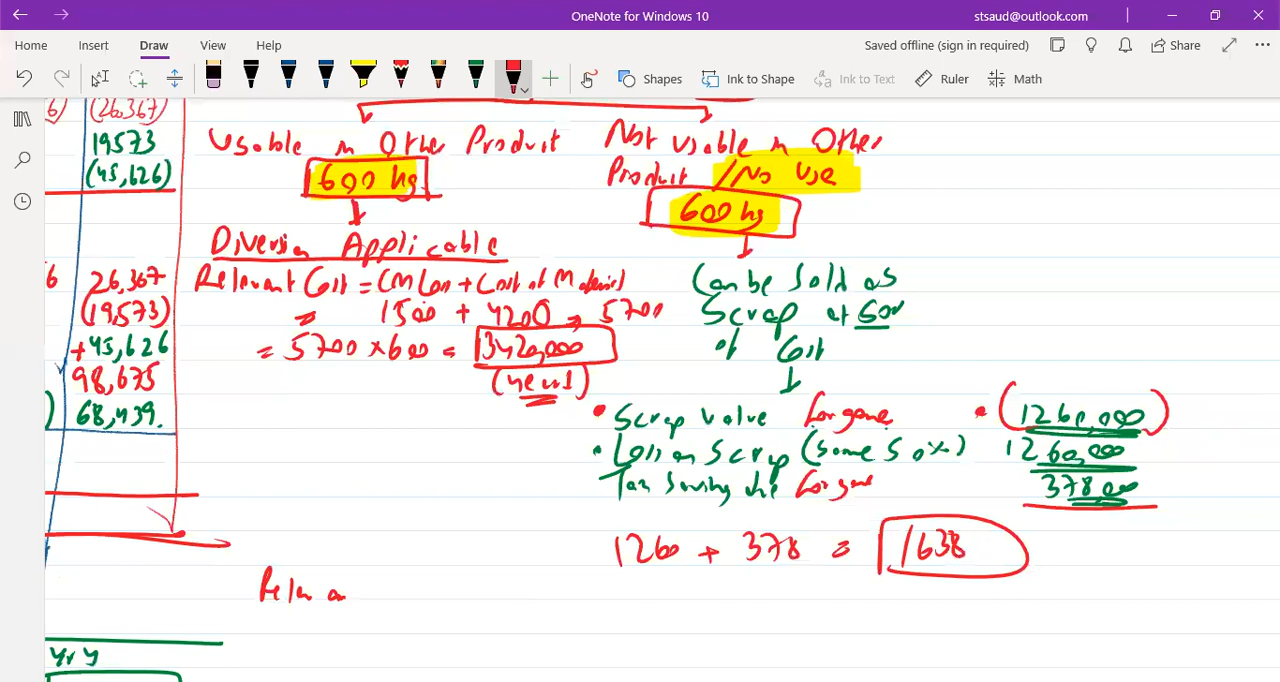 OneNote for Windows 10
stsaud@outlook.com
Home Insert Draw View Help
Saved offline (sign in required) Share
Shapes Ink to Shape Ink to Text Ruler Math
(26,367)
19573
(45,626)
26,367
(19,573)
+45,626
98,675
68,439.
Yr 4
Usable in Other Product
600 kg
Diversion Applicable
Relevant Cost = CM Loss + Cost of Material
= 1500 + 4200 = 5700
= 5700 × 600 = 3420,000
Not usable in Other
Product /No Use
600 kg
Can be Sold as
Scrap at 50%
of Cost
• Scrap value forgone • (1260,000)
• Loss on Scrap (Same 50%) 1260,000
Tax Saving the forgone 378000
1260 + 378 = 1638